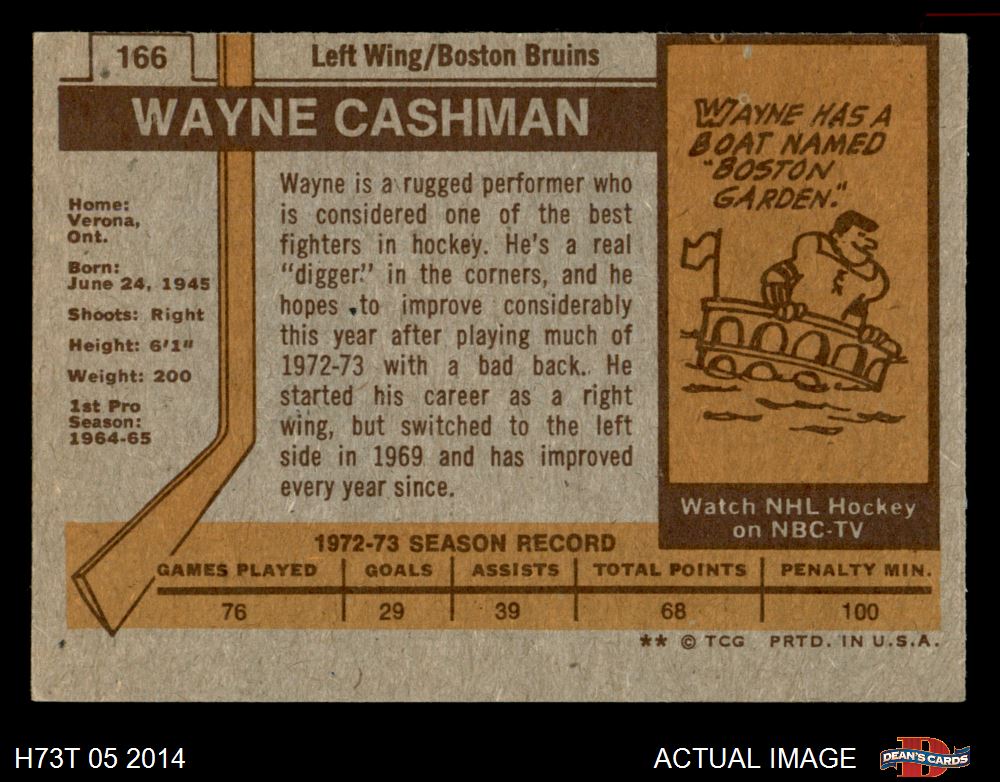 166
Left Wing/Boston Bruins
WAYNE CASHMAN
Home:
Verona,
Ont.
Born:
June 24, 1945
Shoots: Right
Height: 6'1"
Weight: 200
1st Pro
Season:
1964-65
Wayne is a rugged performer who
is considered one of the best
fighters in hockey. He's a real
"digger" in the corners, and he
hopes to improve considerably
this year after playing much of
1972-73 with a bad back. He
started his career as a right
wing, but switched to the left
side in 1969 and has improved
every year since.
WAYNE HAS A
BOAT NAMED
"BOSTON
GARDEN."
Watch NHL Hockey
on NBC-TV
1972-73 SEASON RECORD
GAMES PLAYED GOALS ASSISTS TOTAL POINTS PENALTY MIN.
76 29 39 68 100
** © TCG PRTD. IN U.S.A.
H73T 05 2014
ACTUAL IMAGE
DEAN'S CARDS